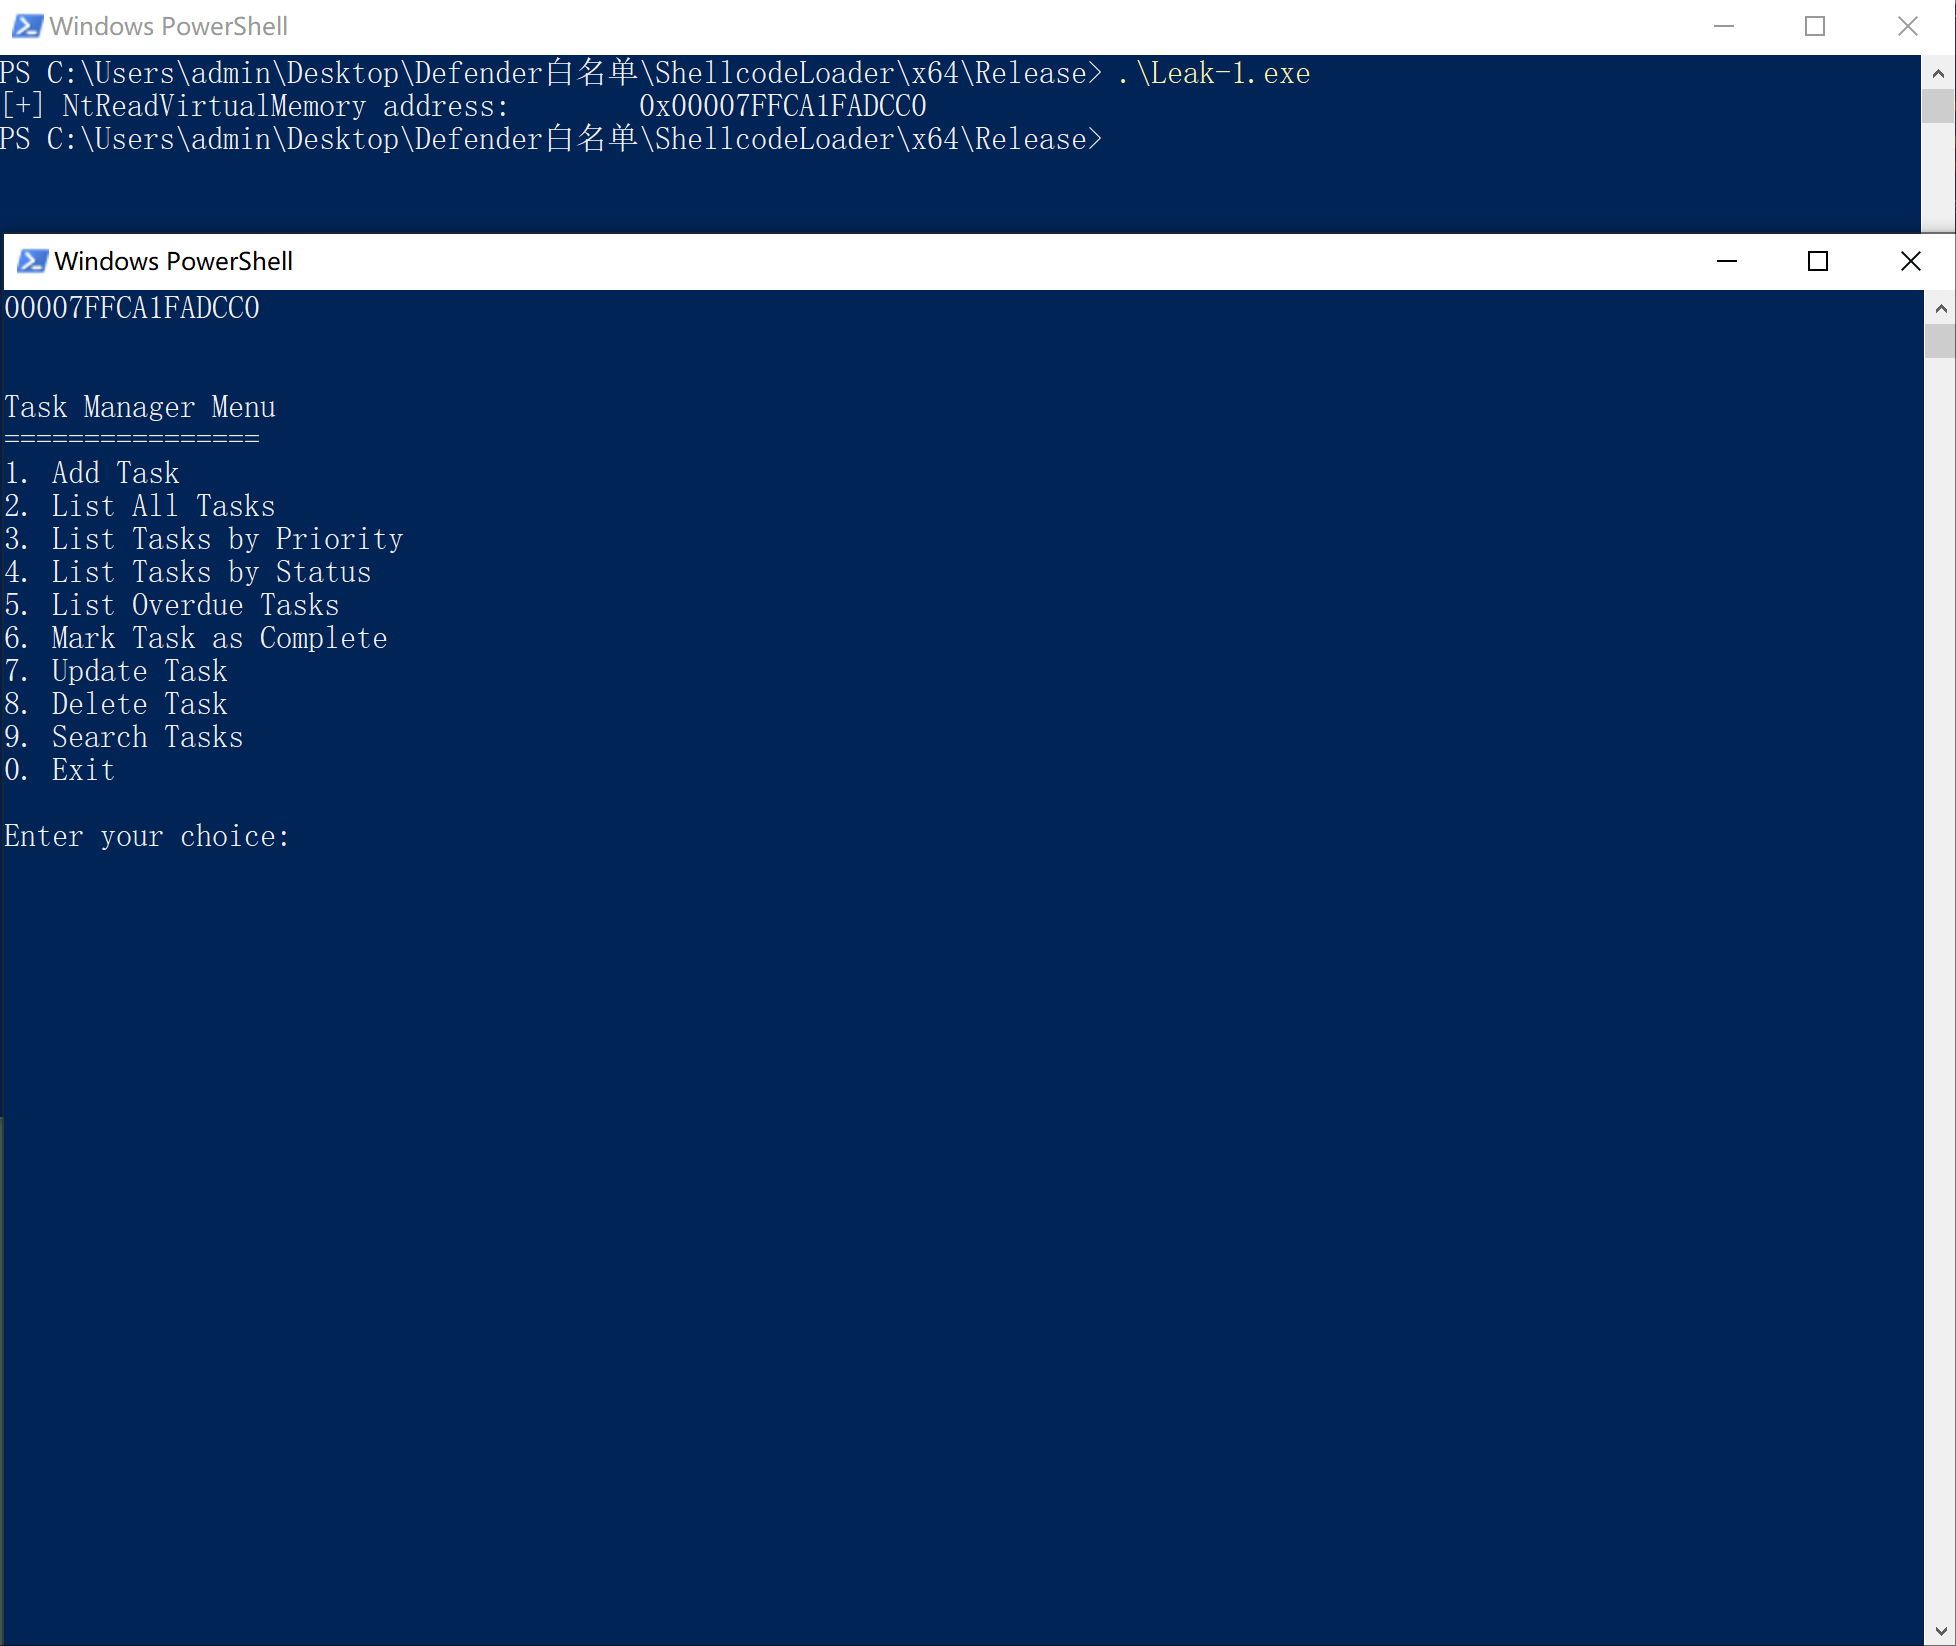 Windows PowerShell
PS C:\Users\admin\Desktop\Defender白名单\ShellcodeLoader\x64\Release> .\Leak-1.exe
[+] NtReadVirtualMemory address:        0x00007FFCA1FADCC0
PS C:\Users\admin\Desktop\Defender白名单\ShellcodeLoader\x64\Release>
Windows PowerShell
00007FFCA1FADCC0
Task Manager Menu
================
1. Add Task
2. List All Tasks
3. List Tasks by Priority
4. List Tasks by Status
5. List Overdue Tasks
6. Mark Task as Complete
7. Update Task
8. Delete Task
9. Search Tasks
0. Exit
Enter your choice: